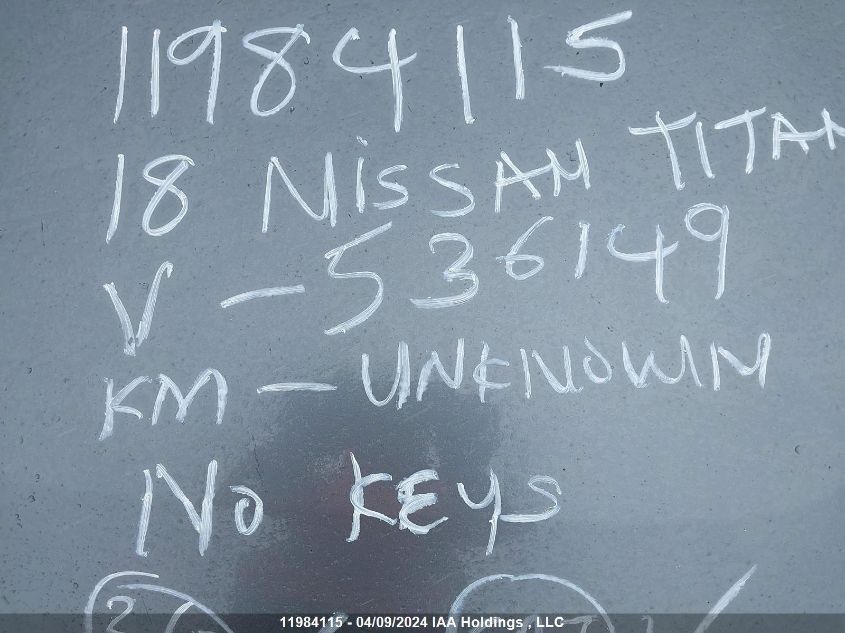 11984115
18 NISSAN TITAN
V - 536149
KM - UNKNOWN
NO KEYS
11984115 - 04/09/2024 IAA Holdings , LLC